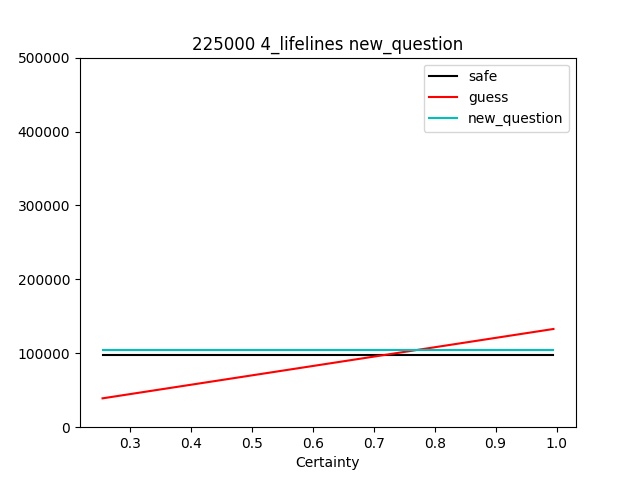 225000 4_lifelines new_question
500000
400000
300000
200000
100000
0
safe
guess
new_question
0.3 0.4 0.5 0.6 0.7 0.8 0.9 1.0
Certainty